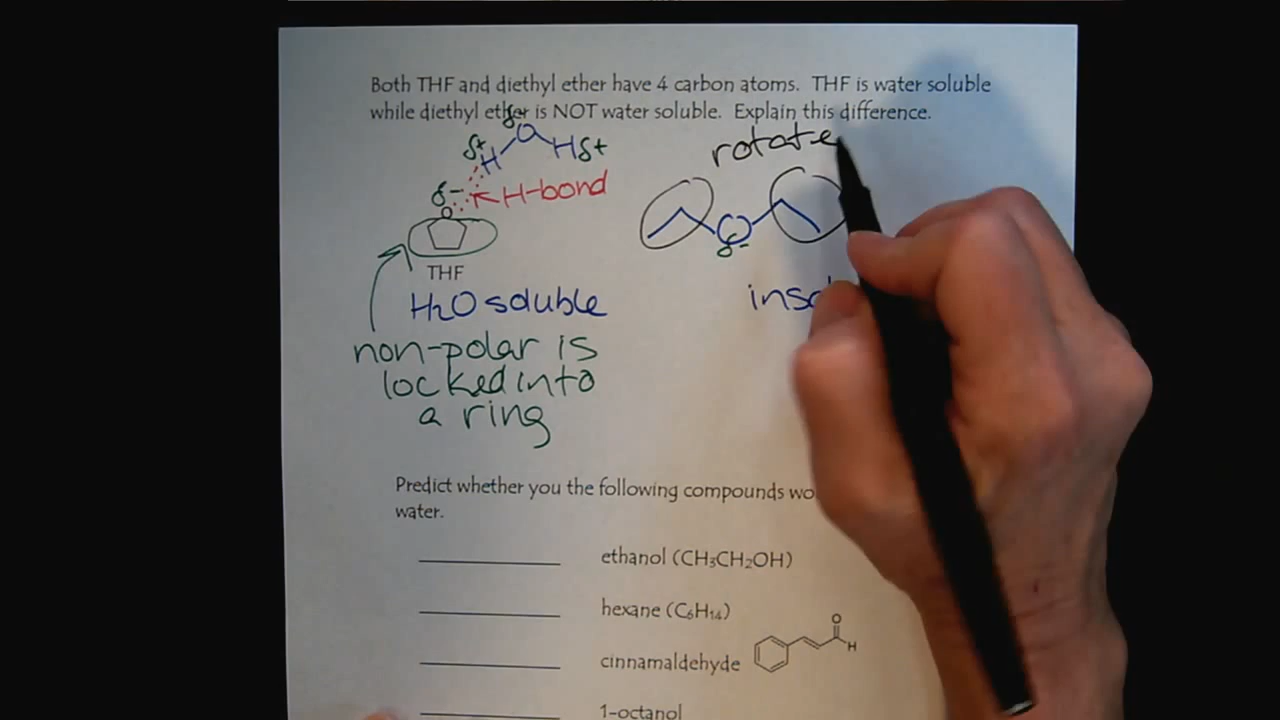 Both THF and diethyl ether have 4 carbon atoms. THF is water soluble
while diethyl ether is NOT water soluble. Explain this difference.
δ-
δ+ H O H δ+
rotate
δ- H-bond
O
O
δ-
THF
H₂O soluble
non-polar is
locked into
a ring
Predict whether you the following compounds
water.
ethanol (CH₃CH₂OH)
hexane (C₆H₁₄)
O
H
cinnamaldehyde
1-octanol